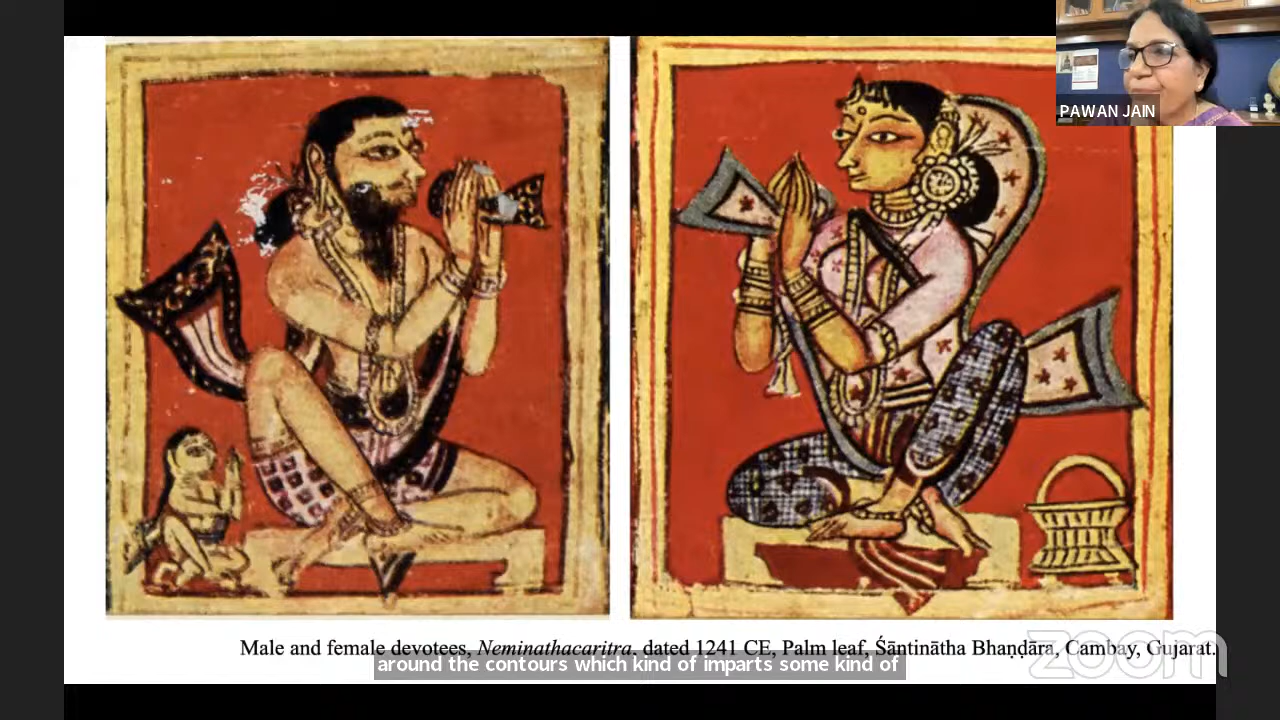 PAWAN JAIN
Male and female devotees, Neminathacaritra, dated 1241 CE, Palm leaf, Śāntinātha Bhaṇḍāra, Cambay, Gujarat.
around the contours which kind of imparts some kind of
zoom